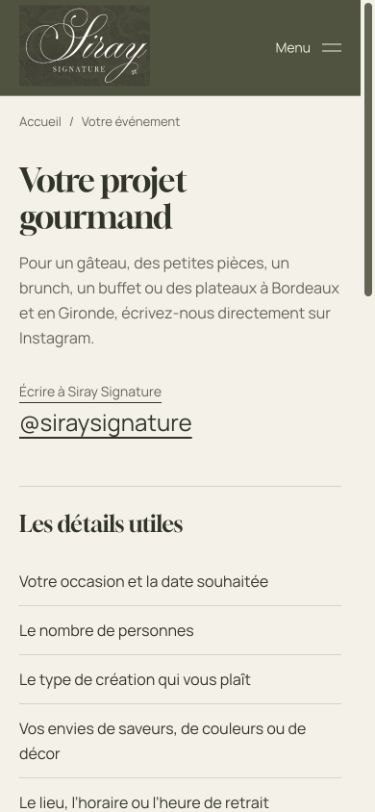 Siray
SIGNATURE
Menu
Accueil / Votre événement
Votre projet
gourmand
Pour un gâteau, des petites pièces, un
brunch, un buffet ou des plateaux à Bordeaux
et en Gironde, écrivez-nous directement sur
Instagram.
Écrire à Siray Signature
@siraysignature
Les détails utiles
Votre occasion et la date souhaitée
Le nombre de personnes
Le type de création qui vous plaît
Vos envies de saveurs, de couleurs ou de
décor
Le lieu, l'horaire ou l'heure de retrait